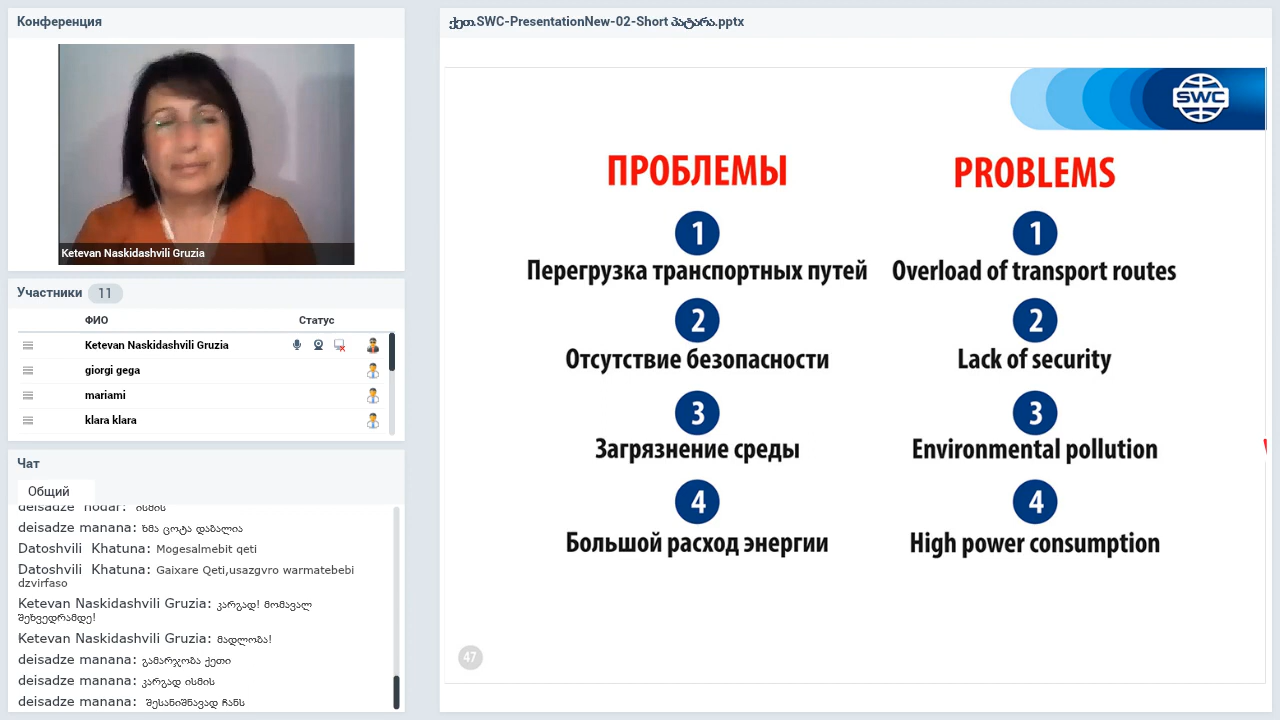 Конференция
Ketevan Naskidashvili Gruzia
Участники 11
ФИО Статус
Ketevan Naskidashvili Gruzia
giorgi gega
mariami
klara klara
Чат
Общий
deisadze nodar: ისმის
deisadze manana: ხმა ცოტა დაბალია
Datoshvili Khatuna: Mogesalmebit qeti
Datoshvili Khatuna: Gaixare Qeti,usazgvro warmatebebi
dzvirfaso
Ketevan Naskidashvili Gruzia: კარგად! მომავალ
შეხვედრამდე!
Ketevan Naskidashvili Gruzia: მადლობა!
deisadze manana: გამარჯობა ქეთი
deisadze manana: კარგად ისმის
deisadze manana: შესანიშნავად ჩანს
ქეთ.SWC-PresentationNew-02-Short პატარა.pptx
SWC
ПРОБЛЕМЫ
1
Перегрузка транспортных путей
2
Отсутствие безопасности
3
Загрязнение среды
4
Большой расход энергии
PROBLEMS
1
Overload of transport routes
2
Lack of security
3
Environmental pollution
4
High power consumption
47